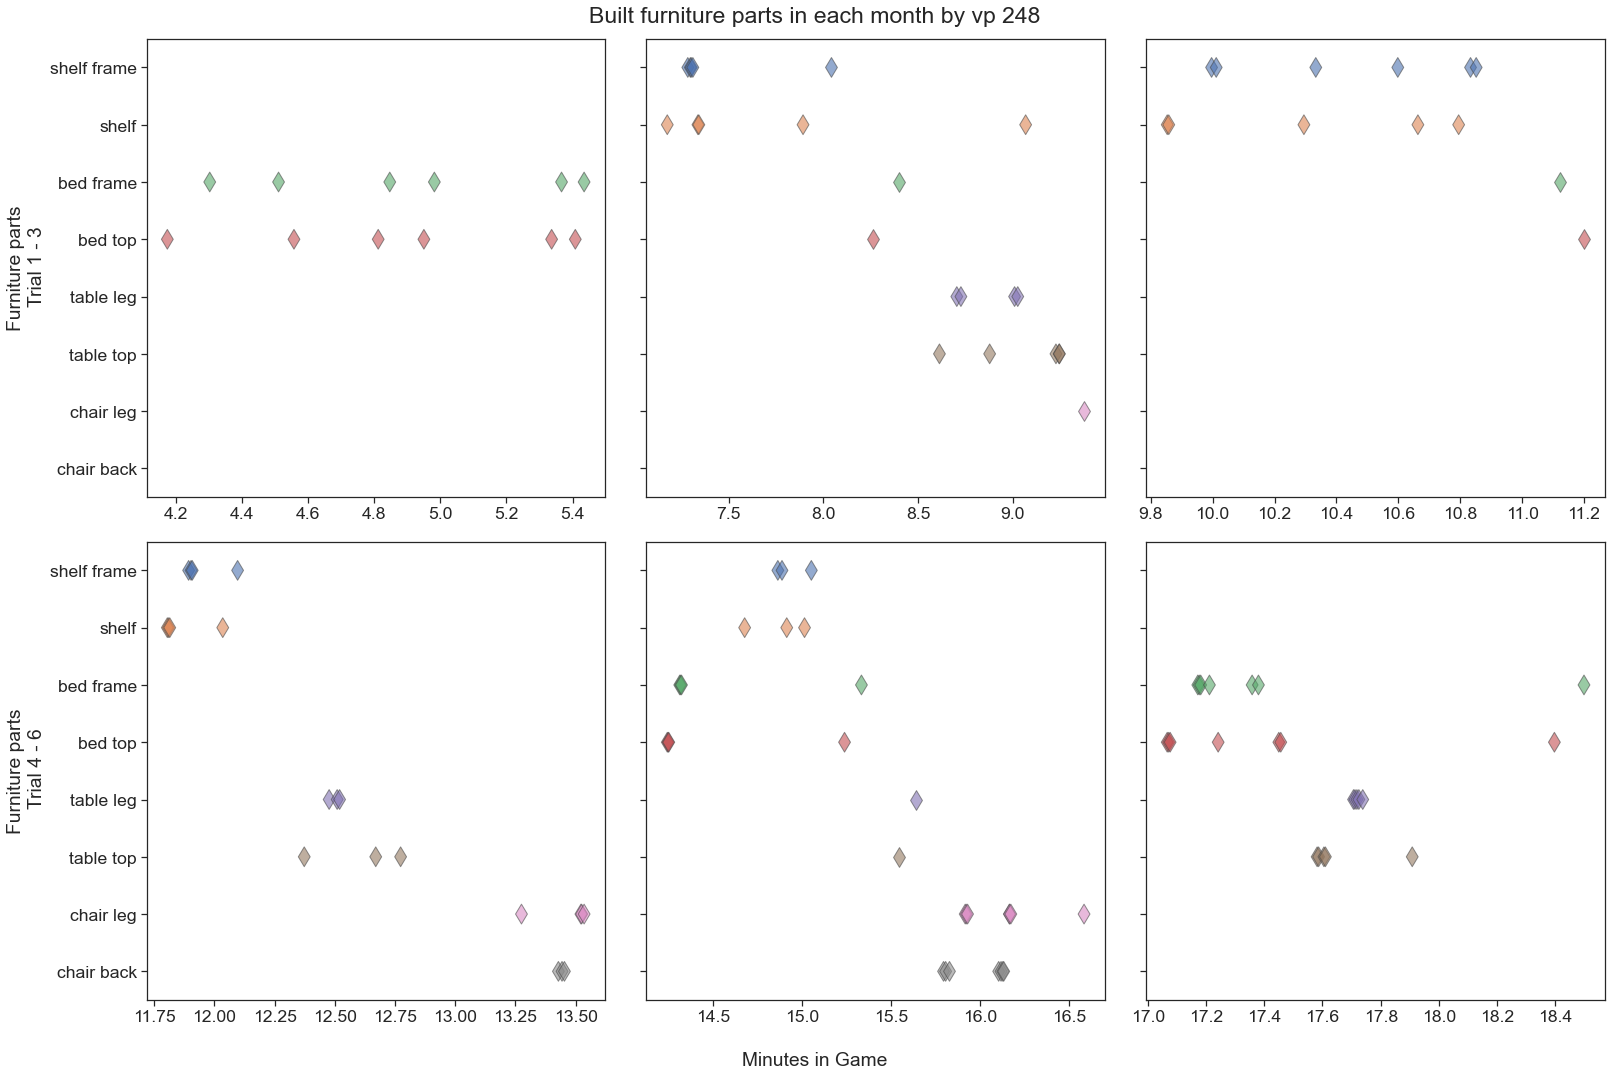 Built furniture parts in each month by vp 248
Furniture parts
Trial 1 - 3
shelf frame
shelf
bed frame
bed top
table leg
table top
chair leg
chair back
4.2 4.4 4.6 4.8 5.0 5.2 5.4
7.5 8.0 8.5 9.0
9.8 10.0 10.2 10.4 10.6 10.8 11.0 11.2
Furniture parts
Trial 4 - 6
shelf frame
shelf
bed frame
bed top
table leg
table top
chair leg
chair back
11.75 12.00 12.25 12.50 12.75 13.00 13.25 13.50
14.5 15.0 15.5 16.0 16.5
17.0 17.2 17.4 17.6 17.8 18.0 18.2 18.4
Minutes in Game